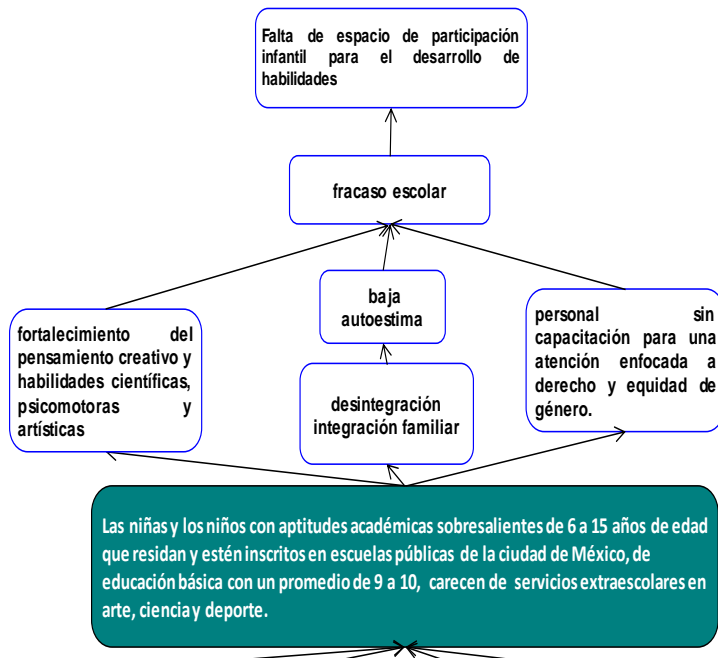 Falta de espacio de participación
infantil para el desarrollo de
habilidades
fracaso escolar
baja
autoestima
fortalecimiento del
pensamiento creativo y
habilidades científicas,
psicomotoras y
artísticas
desintegración
integración familiar
personal sin
capacitación para una
atención enfocada a
derecho y equidad de
género.
Las niñas y los niños con aptitudes académicas sobresalientes de 6 a 15 años de edad
que residan y estén inscritos en escuelas públicas de la ciudad de México, de
educación básica con un promedio de 9 a 10, carecen de servicios extraescolares en
arte, ciencia y deporte.